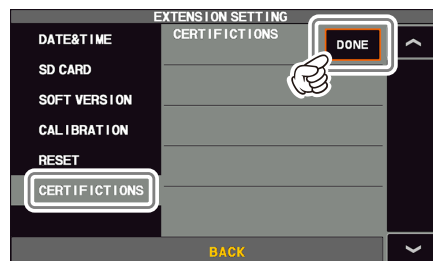 EXTENSION SETTING
DATE&TIME
SD CARD
SOFT VERSION
CALIBRATION
RESET
CERTIFICTIONS
CERTIFICTIONS
DONE
BACK